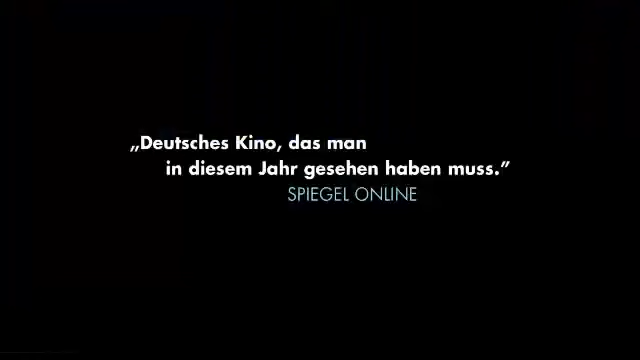 „Deutsches Kino, das man
in diesem Jahr gesehen haben muss.”
SPIEGEL ONLINE